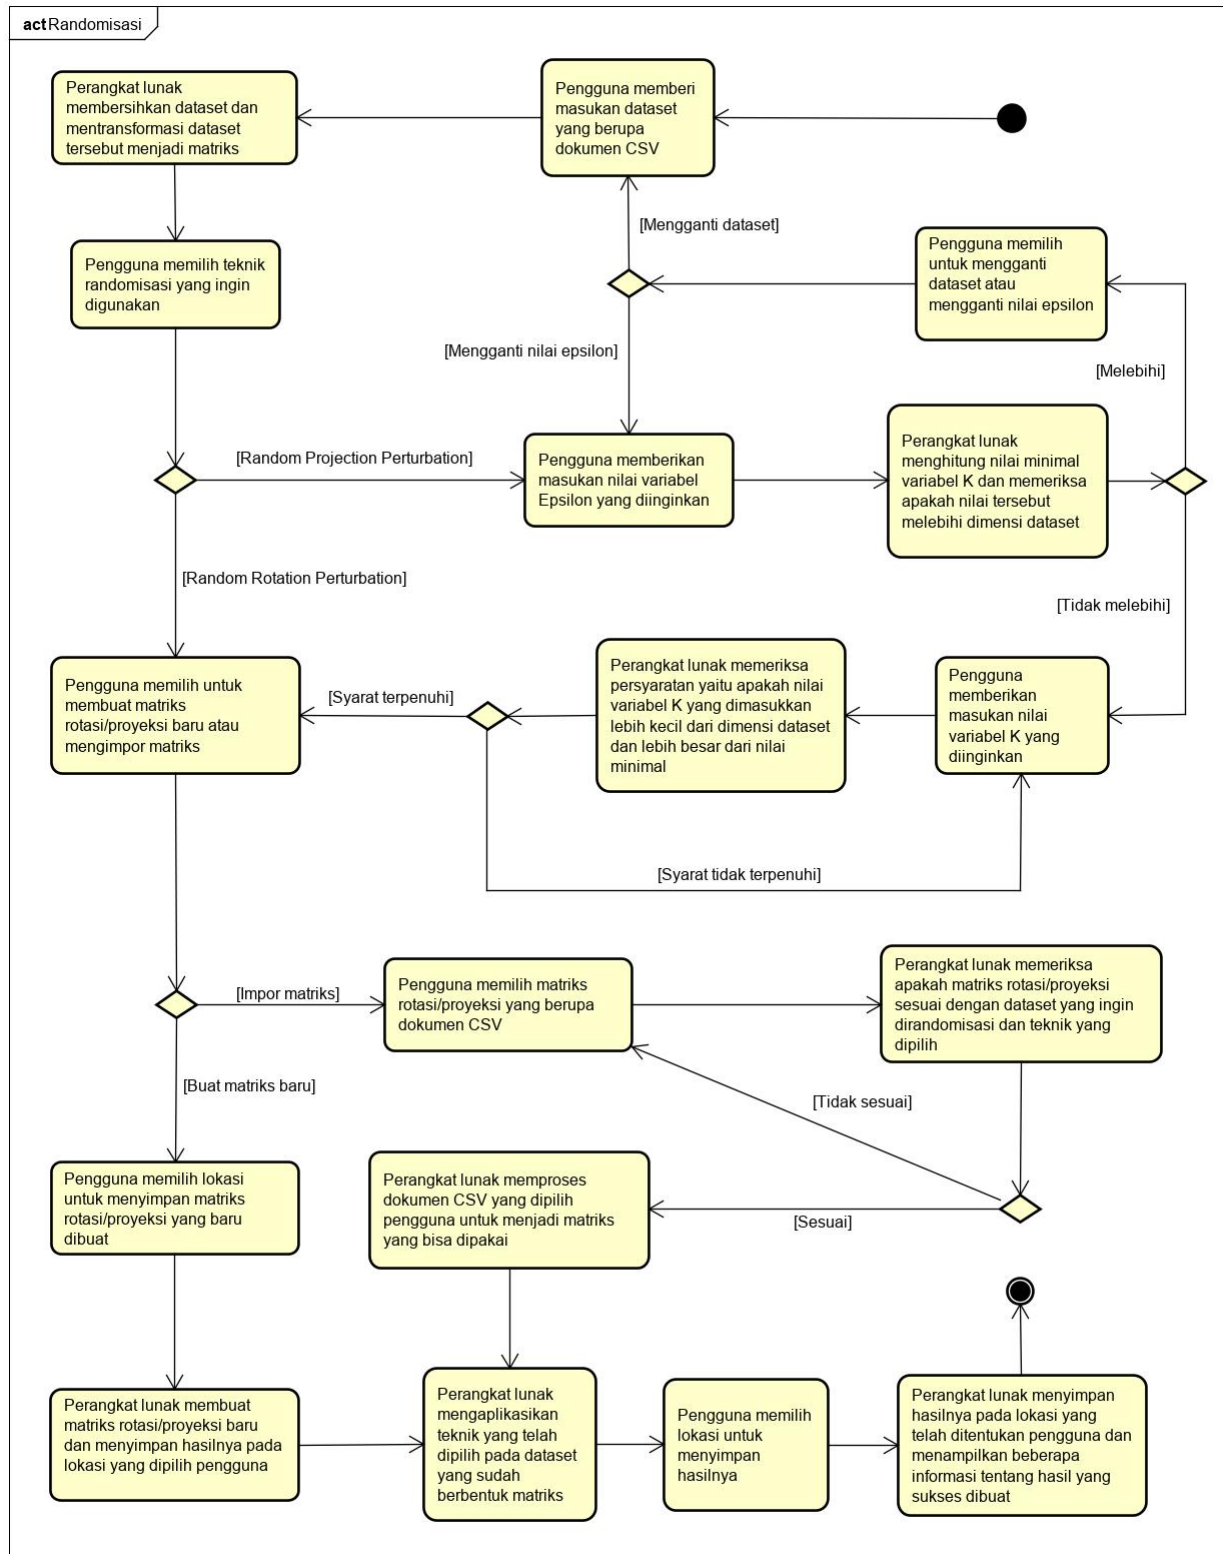 act Randomisasi
Perangkat lunak
membersihkan dataset dan
mentransformasi dataset
tersebut menjadi matriks
Pengguna memberi
masukan dataset
yang berupa
dokumen CSV
[Mengganti dataset]
Pengguna memilih teknik
randomisasi yang ingin
digunakan
Pengguna memilih
untuk mengganti
dataset atau
mengganti nilai epsilon
[Mengganti nilai epsilon]
[Melebihi]
[Random Projection Perturbation]
Pengguna memberikan
masukan nilai variabel
Epsilon yang diinginkan
Perangkat lunak
menghitung nilai minimal
variabel K dan memeriksa
apakah nilai tersebut
melebihi dimensi dataset
[Random Rotation Perturbation]
[Tidak melebihi]
Pengguna memilih untuk
membuat matriks
rotasi/proyeksi baru atau
mengimpor matriks
[Syarat terpenuhi]
Perangkat lunak memeriksa
persyaratan yaitu apakah nilai
variabel K yang dimasukkan
lebih kecil dari dimensi dataset
dan lebih besar dari nilai
minimal
Pengguna
memberikan
masukan nilai
variabel K yang
diinginkan
[Syarat tidak terpenuhi]
[Impor matriks]
Pengguna memilih matriks
rotasi/proyeksi yang berupa
dokumen CSV
Perangkat lunak memeriksa
apakah matriks rotasi/proyeksi
sesuai dengan dataset yang ingin
dirandomisasi dan teknik yang
dipilih
[Buat matriks baru]
[Tidak sesuai]
Pengguna memilih lokasi
untuk menyimpan matriks
rotasi/proyeksi yang baru
dibuat
Perangkat lunak memproses
dokumen CSV yang dipilih
pengguna untuk menjadi matriks
yang bisa dipakai
[Sesuai]
Perangkat lunak membuat
matriks rotasi/proyeksi baru
dan menyimpan hasilnya pada
lokasi yang dipilih pengguna
Perangkat lunak
mengaplikasikan
teknik yang telah
dipilih pada dataset
yang sudah
berbentuk matriks
Pengguna memilih
lokasi untuk
menyimpan
hasilnya
Perangkat lunak menyimpan
hasilnya pada lokasi yang
telah ditentukan pengguna dan
menampilkan beberapa
informasi tentang hasil yang
sukses dibuat